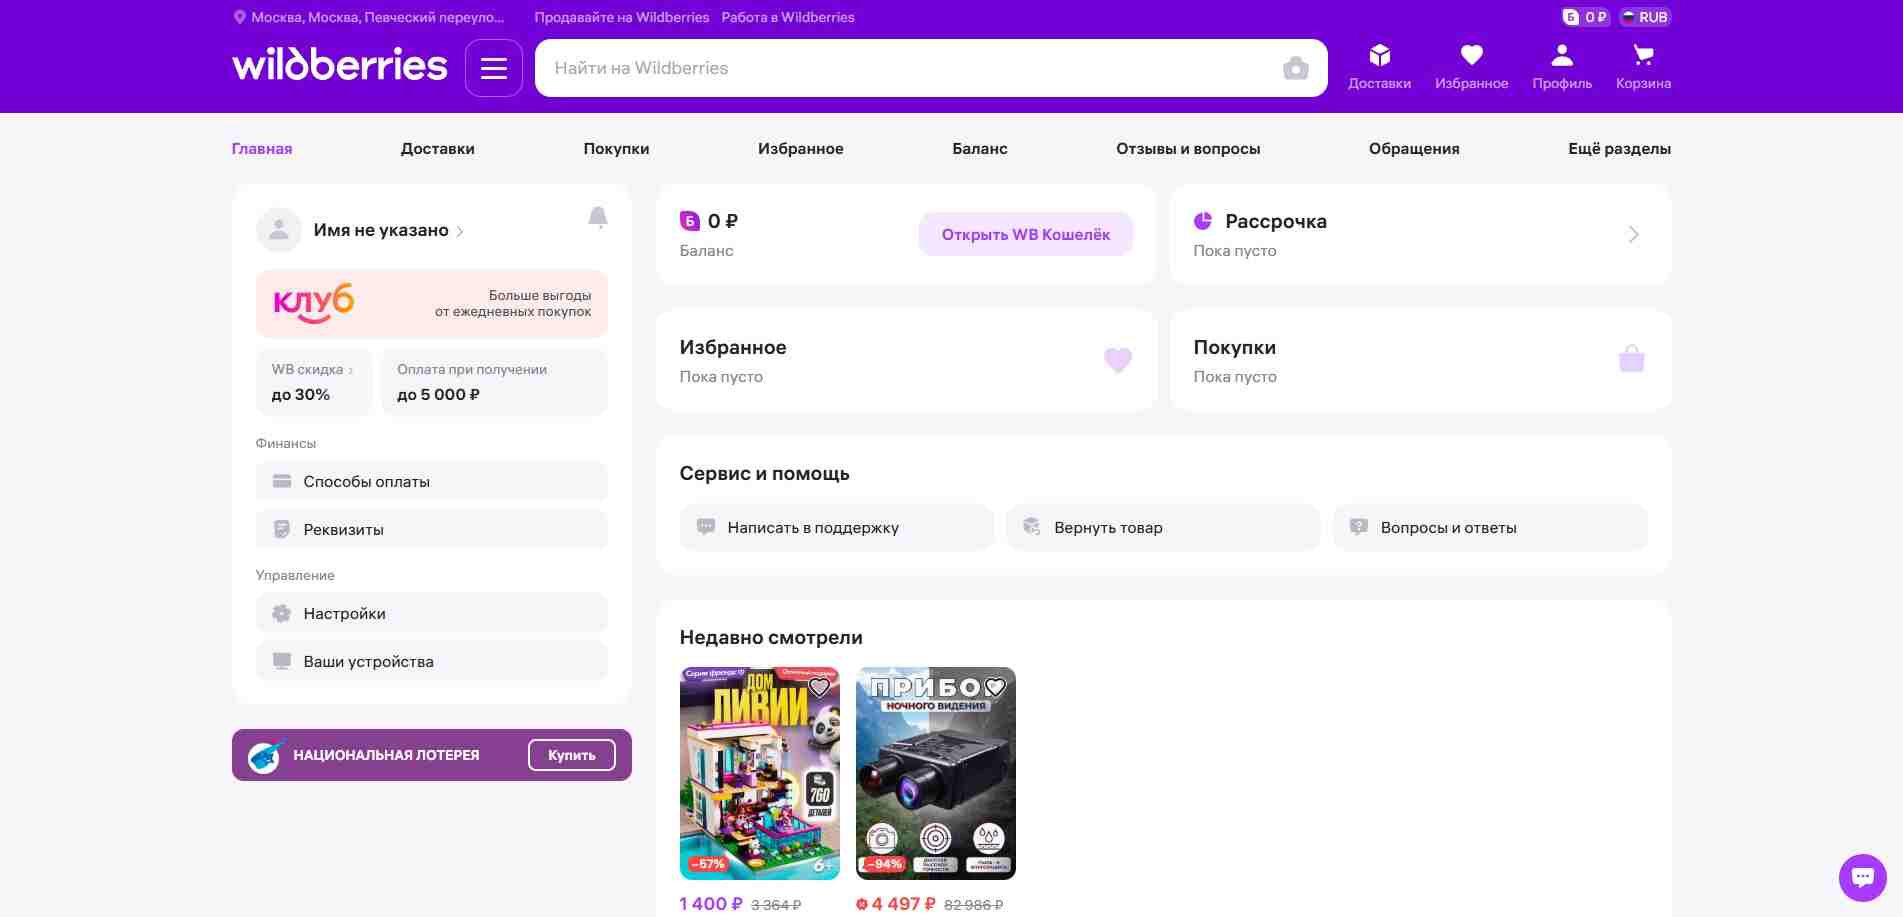 Москва, Москва, Певческий переуло...
Продавайте на Wildberries
Работа в Wildberries
Б 0 ₽
RUB
wildberries
Найти на Wildberries
Доставки
Избранное
Профиль
Корзина
Главная
Доставки
Покупки
Избранное
Баланс
Отзывы и вопросы
Обращения
Ещё разделы
Имя не указано
клуб
Больше выгоды
от ежедневных покупок
WB скидка
до 30%
Оплата при получении
до 5 000 ₽
Финансы
Способы оплаты
Реквизиты
Управление
Настройки
Ваши устройства
НАЦИОНАЛЬНАЯ ЛОТЕРЕЯ
Купить
Б 0 ₽
Баланс
Открыть WB Кошелёк
Рассрочка
Пока пусто
Избранное
Пока пусто
Покупки
Пока пусто
Сервис и помощь
Написать в поддержку
Вернуть товар
Вопросы и ответы
Недавно смотрели
ДОМ
ЛИВИИ
760
ДЕТАЛЕЙ
-57%
6+
ПРИБО
НОЧНОГО ВИДЕНИЯ
-94%
1 400 ₽ 3 364 ₽
4 497 ₽ 82 986 ₽